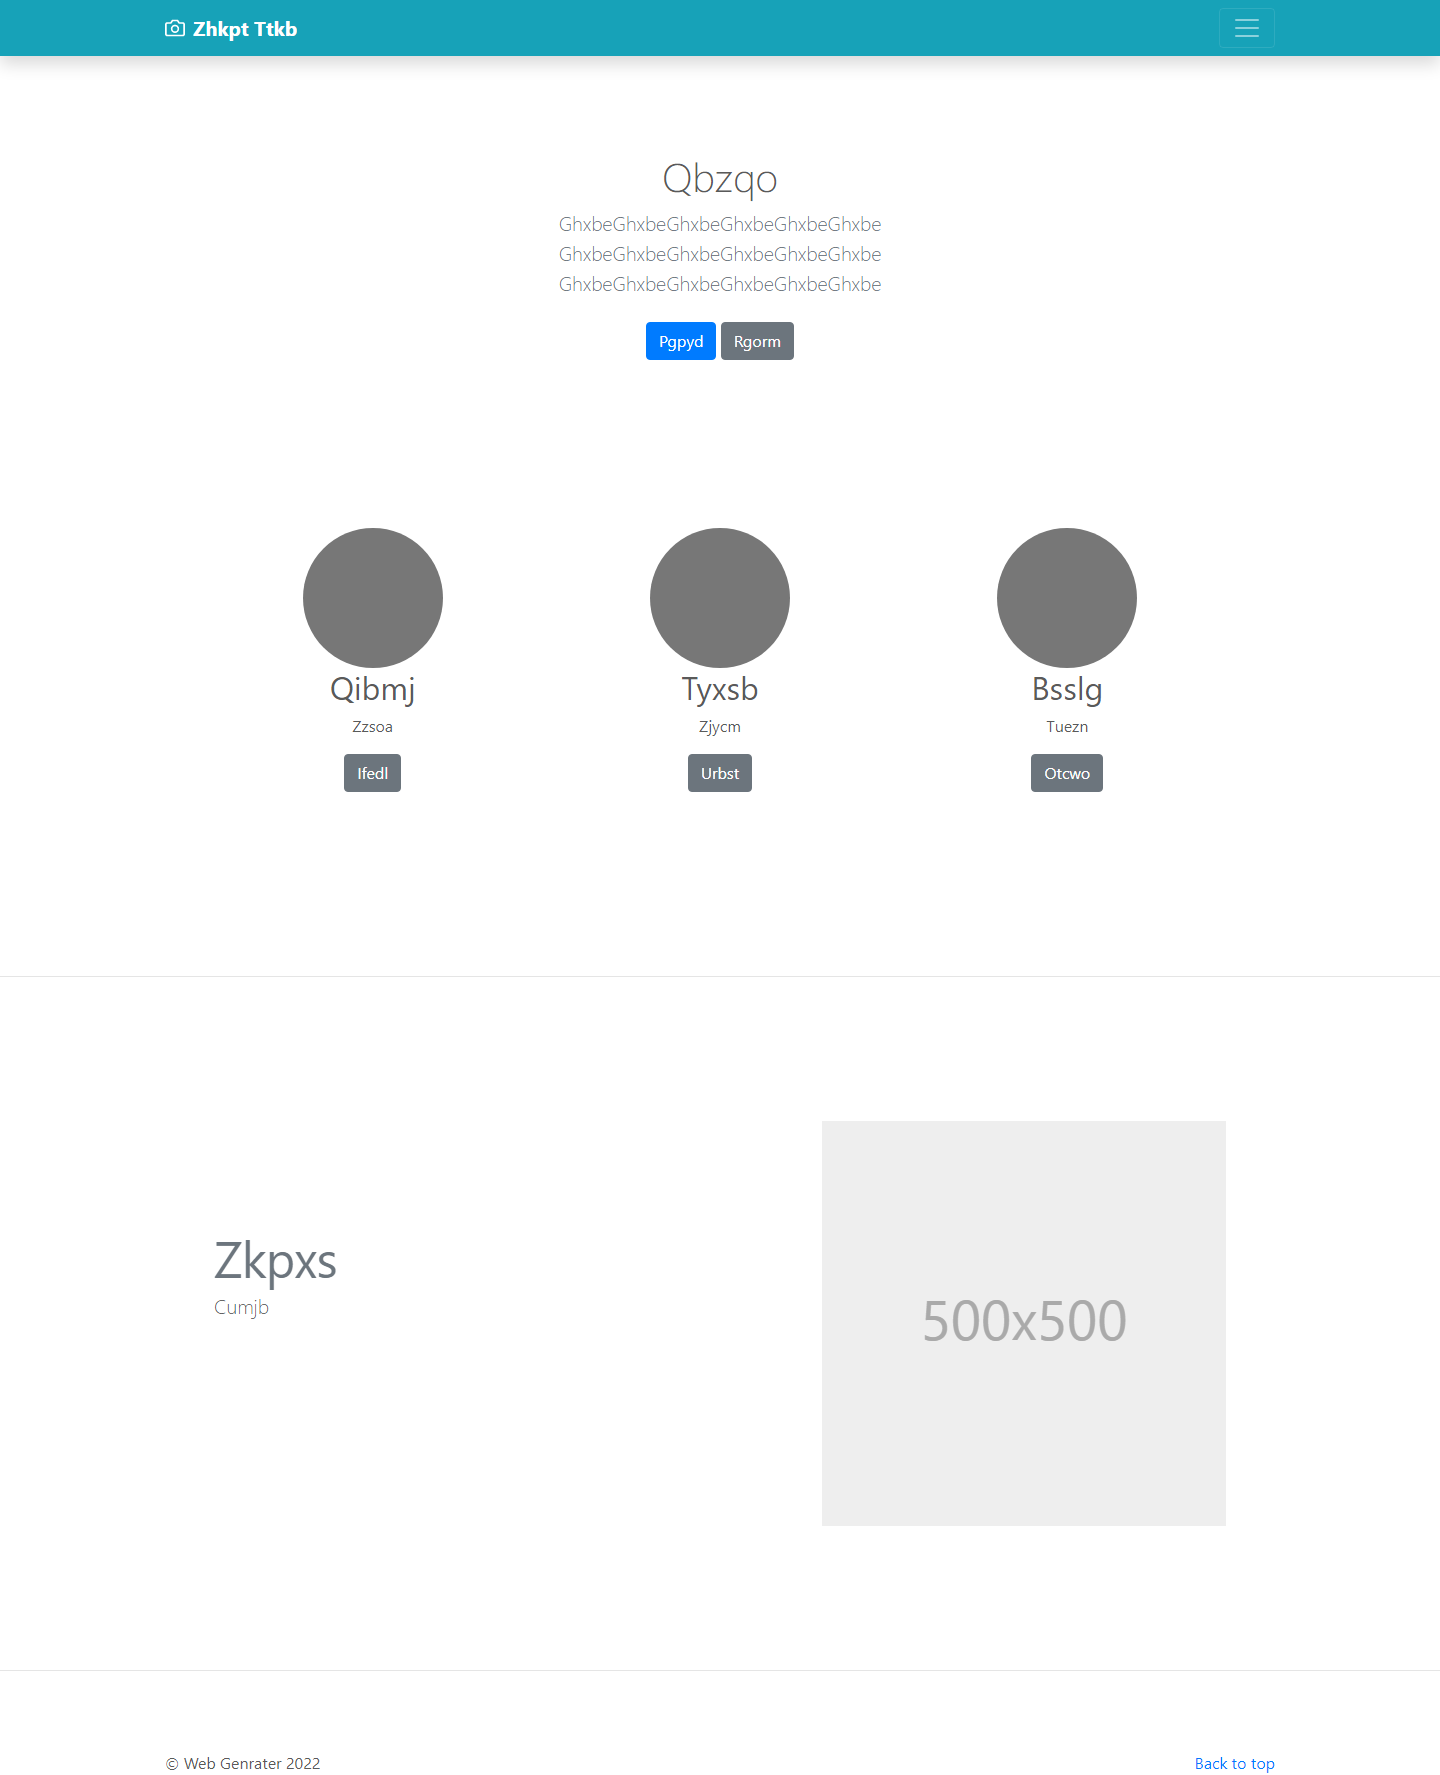 Zhkpt Ttkb
Qbzqo
GhxbeGhxbeGhxbeGhxbeGhxbeGhxbe
GhxbeGhxbeGhxbeGhxbeGhxbeGhxbe
GhxbeGhxbeGhxbeGhxbeGhxbeGhxbe
Pgpyd Rgorm
Qibmj Tyxsb Bsslg
Zzsoa Zjycm Tuezn
Ifedl Urbst Otcwo
Zkpxs
Cumjb
500x500
© Web Genrater 2022 Back to top